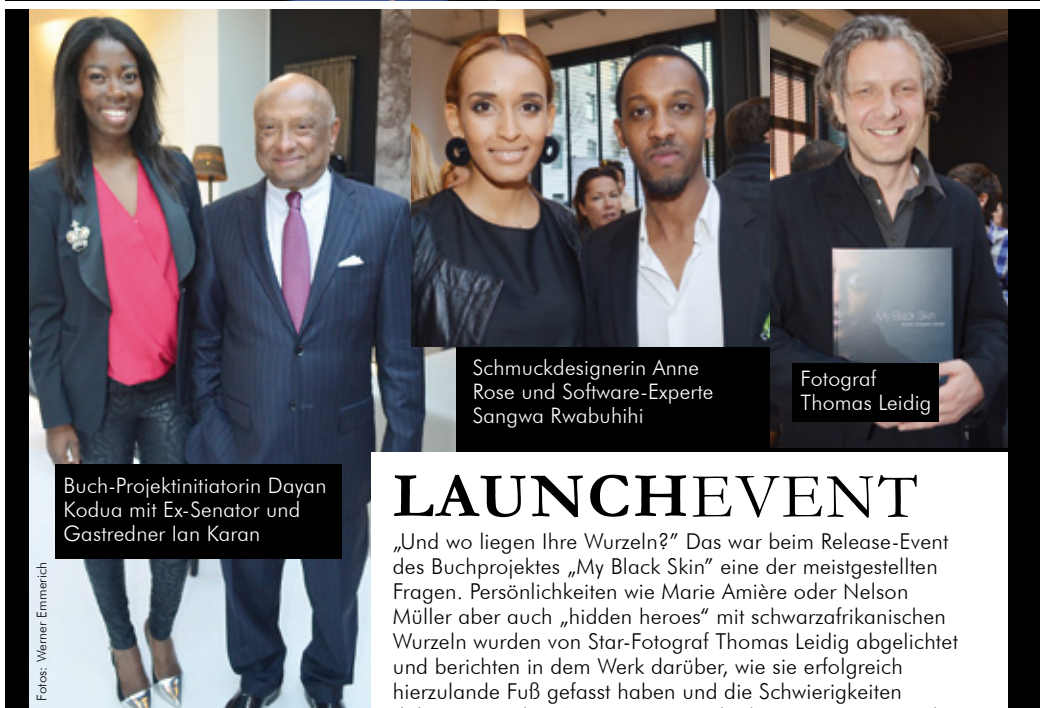 Schmuckdesignerin Anne
Rose und Software-Experte
Sangwa Rwabuhihi
My Black Skin
Fotograf
Thomas Leidig
Buch-Projektinitiatorin Dayan
Kodua mit Ex-Senator und
Gastredner Ian Karan
Fotos: Werner Emmerich
LAUNCHEVENT
„Und wo liegen Ihre Wurzeln?” Das war beim Release-Event
des Buchprojektes „My Black Skin” eine der meistgestellten
Fragen. Persönlichkeiten wie Marie Amière oder Nelson
Müller aber auch „hidden heroes“ mit schwarzafrikanischen
Wurzeln wurden von Star-Fotograf Thomas Leidig abgelichtet
und berichten in dem Werk darüber, wie sie erfolgreich
hierzulande Fuß gefasst haben und die Schwierigkeiten